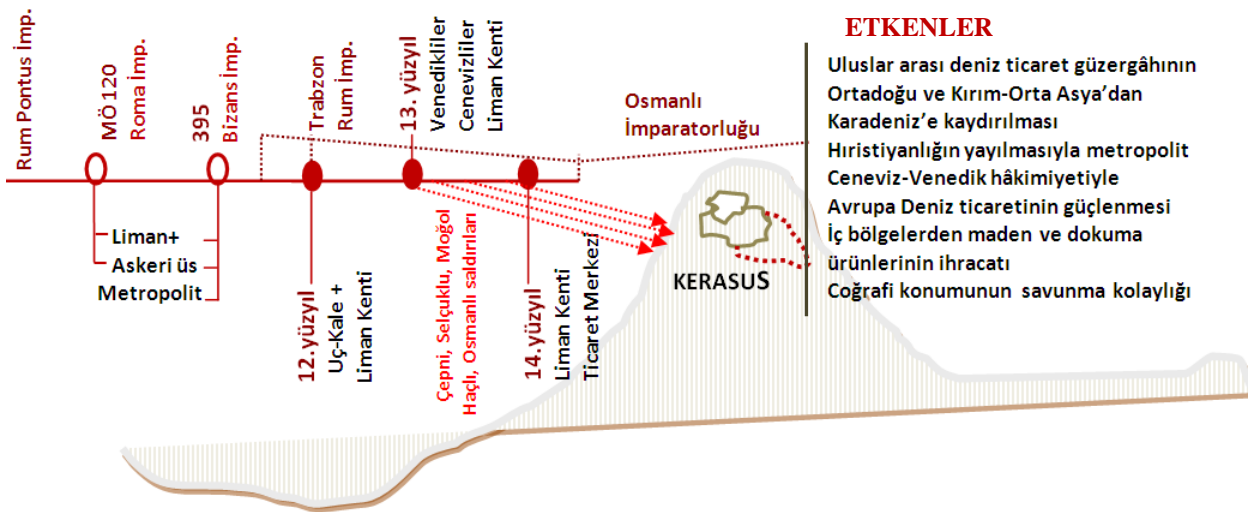 Rum Pontus İmp.
MÖ 120
Roma İmp.
395
Bizans İmp.
Trabzon
Rum İmp.
13. yüzyıl
Venedikliler
Cenevizliler
Liman Kenti
Osmanlı
İmparatorluğu
Liman+
Askeri üs
Metropolit
12.yüzyıl
Uç-Kale +
Liman Kenti
Çepni, Selçuklu, Moğol
Haçlı, Osmanlı saldırıları
14.yüzyıl
Liman Kenti
Ticaret Merkezi
KERASUS
ETKENLER
Uluslar arası deniz ticaret güzergâhının
Ortadoğu ve Kırım-Orta Asya’dan
Karadeniz’e kaydırılması
Hıristiyanlığın yayılmasıyla metropolit
Ceneviz-Venedik hâkimiyetiyle
Avrupa Deniz ticaretinin güçlenmesi
İç bölgelerden maden ve dokuma
ürünlerinin ihracatı
Coğrafi konumunun savunma kolaylığı